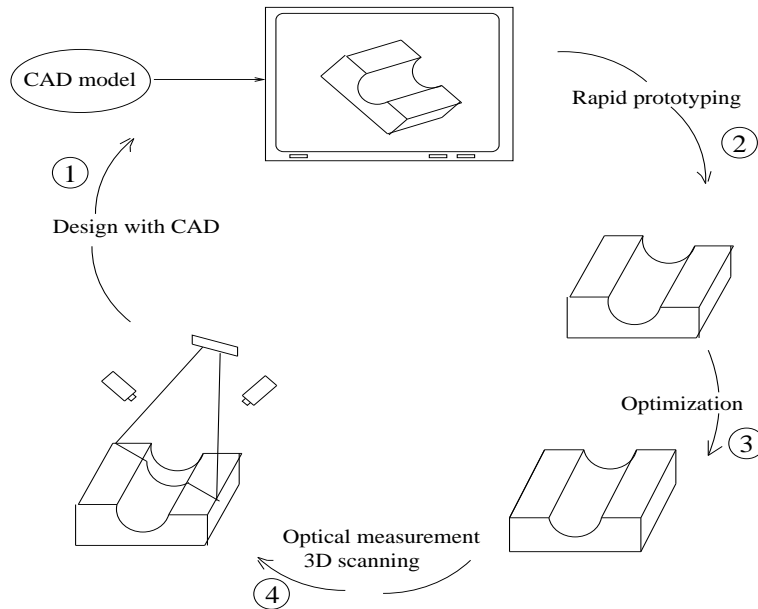 CAD model
Rapid prototyping
2
1
Design with CAD
Optimization
3
Optical measurement
3D scanning
4